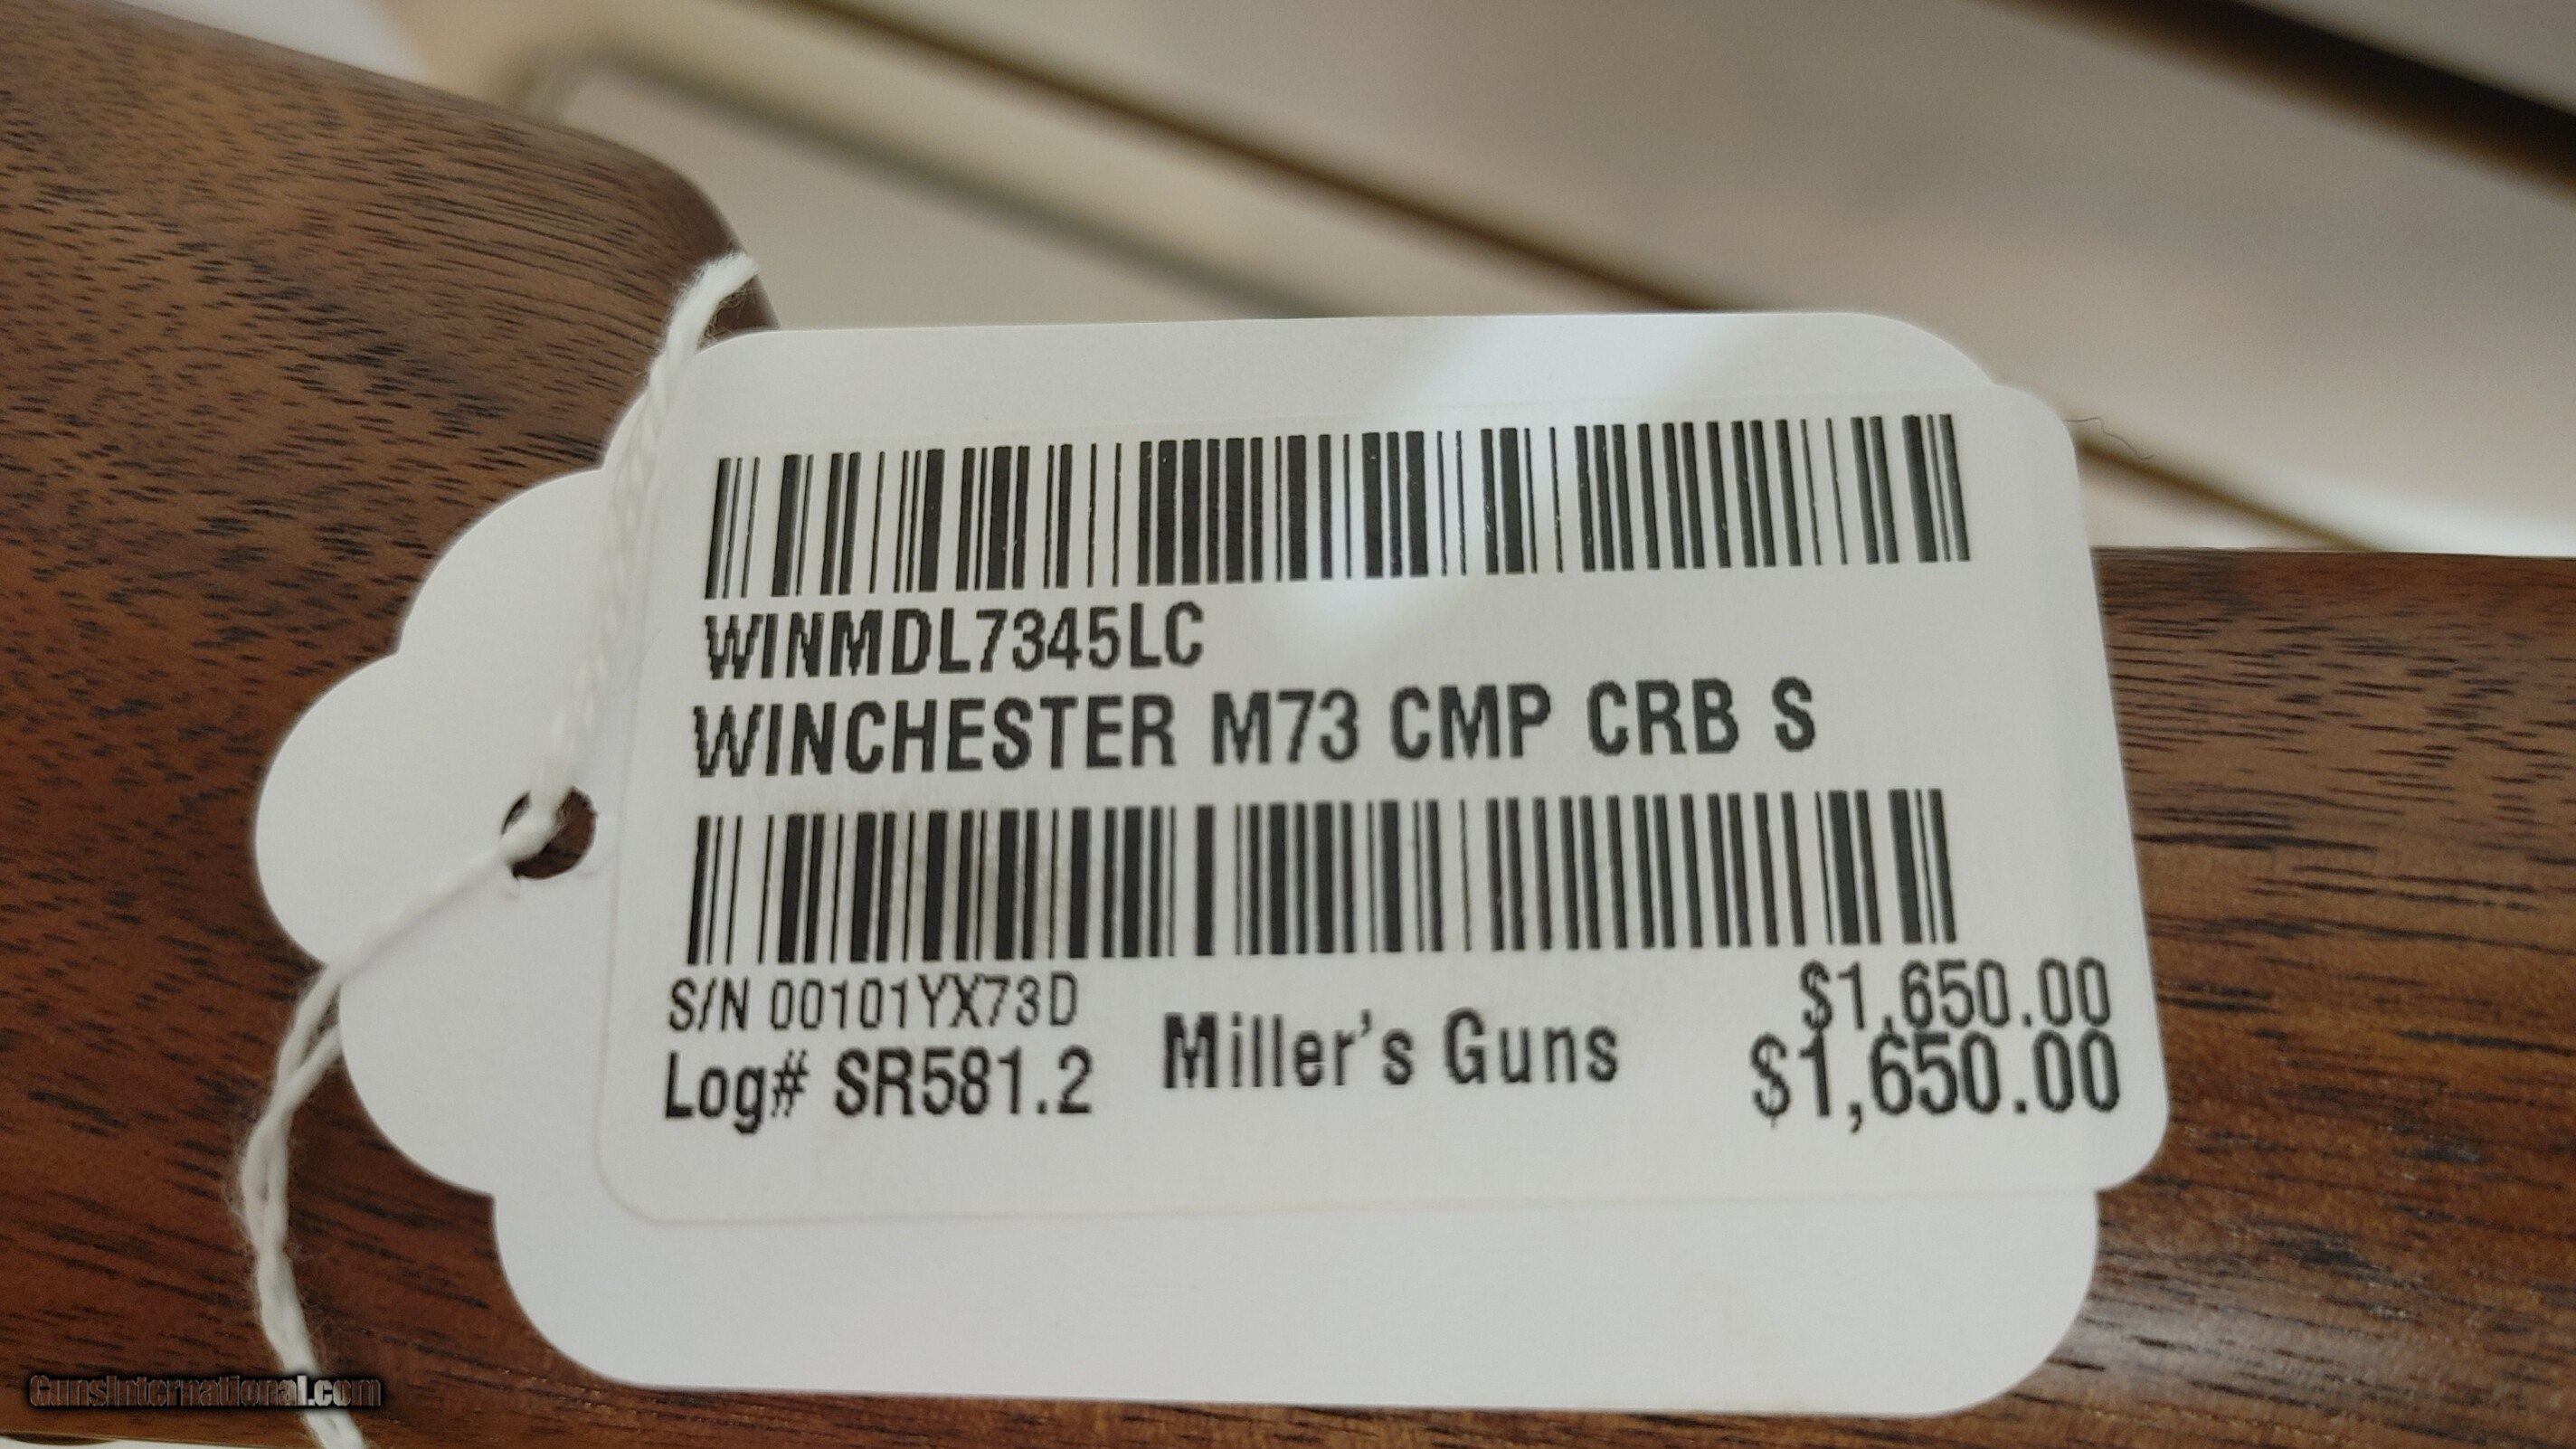 WINMDL7345LC
WINCHESTER M73 CMP CRB S
S/N 00101YX73D
$1,650.00
Log# SR581.2
Miller's Guns
$1,650.00
GunsInternational.com